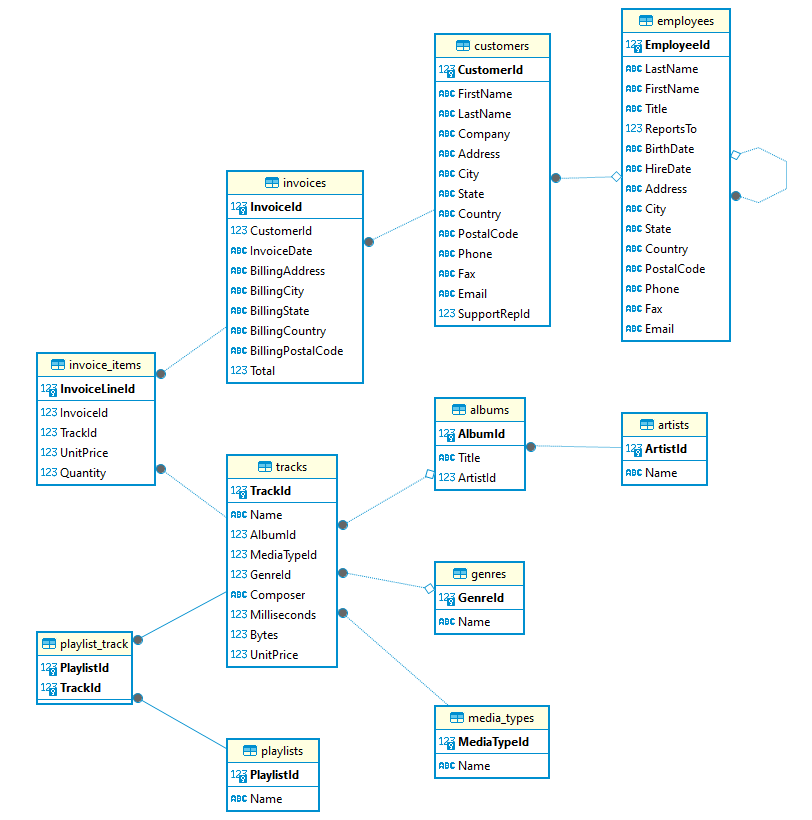 employees
123 EmployeeId
ABC LastName
ABC FirstName
ABC Title
123 ReportsTo
ABC BirthDate
ABC HireDate
ABC Address
ABC City
ABC State
ABC Country
ABC PostalCode
ABC Phone
ABC Fax
ABC Email
customers
123 CustomerId
ABC FirstName
ABC LastName
ABC Company
ABC Address
ABC City
ABC State
ABC Country
ABC PostalCode
ABC Phone
ABC Fax
ABC Email
123 SupportRepId
invoices
123 InvoiceId
123 CustomerId
ABC InvoiceDate
ABC BillingAddress
ABC BillingCity
ABC BillingState
ABC BillingCountry
ABC BillingPostalCode
123 Total
invoice_items
123 InvoiceLineId
123 InvoiceId
123 TrackId
123 UnitPrice
123 Quantity
albums
123 AlbumId
ABC Title
123 ArtistId
artists
123 ArtistId
ABC Name
tracks
123 TrackId
ABC Name
123 AlbumId
123 MediaTypeId
123 GenreId
ABC Composer
123 Milliseconds
123 Bytes
123 UnitPrice
genres
123 GenreId
ABC Name
playlist_track
123 PlaylistId
123 TrackId
media_types
123 MediaTypeId
ABC Name
playlists
123 PlaylistId
ABC Name